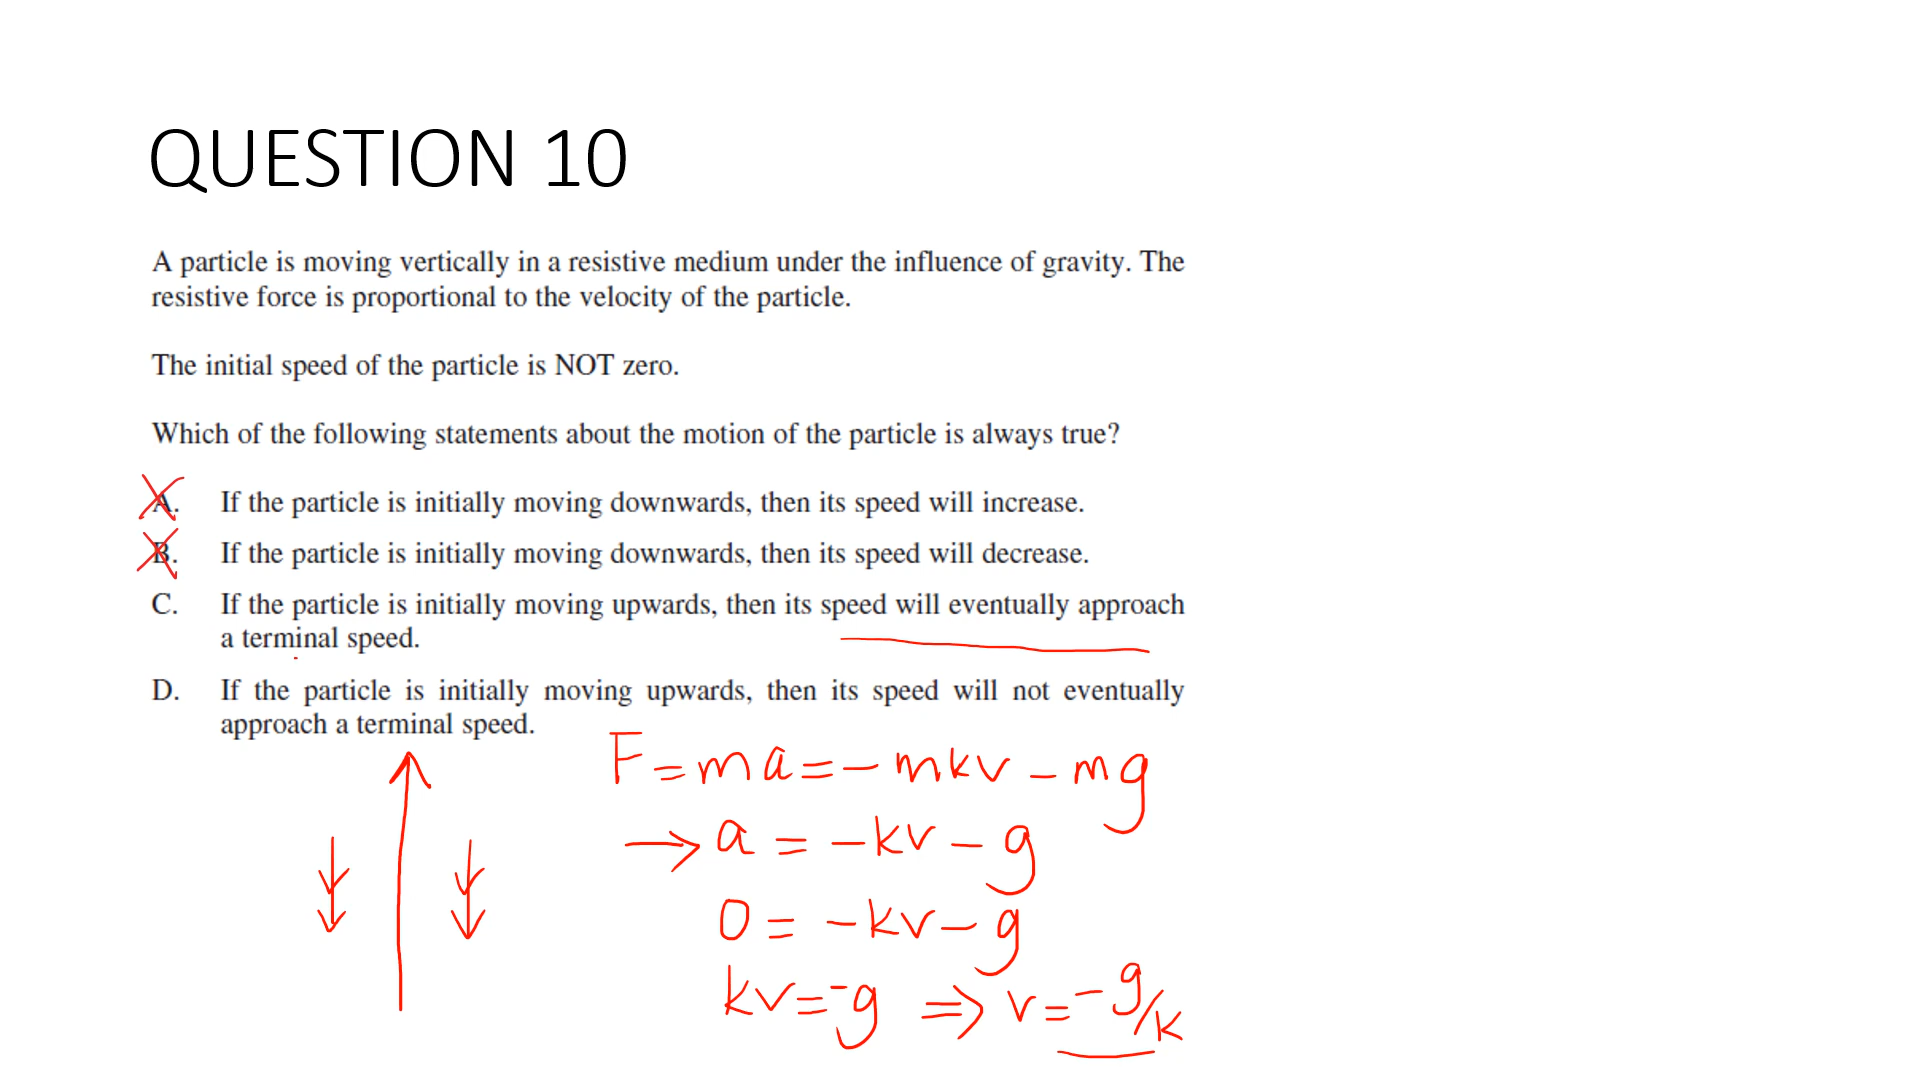 QUESTION 10
A particle is moving vertically in a resistive medium under the influence of gravity. The
resistive force is proportional to the velocity of the particle.
The initial speed of the particle is NOT zero.
Which of the following statements about the motion of the particle is always true?
A. If the particle is initially moving downwards, then its speed will increase.
B. If the particle is initially moving downwards, then its speed will decrease.
C. If the particle is initially moving upwards, then its speed will eventually approach
a terminal speed.
D. If the particle is initially moving upwards, then its speed will not eventually
approach a terminal speed.
F = ma = - mkv - mg
→ a = -kv - g
0 = -kv - g
kv = -g ⇒ v = -g/k